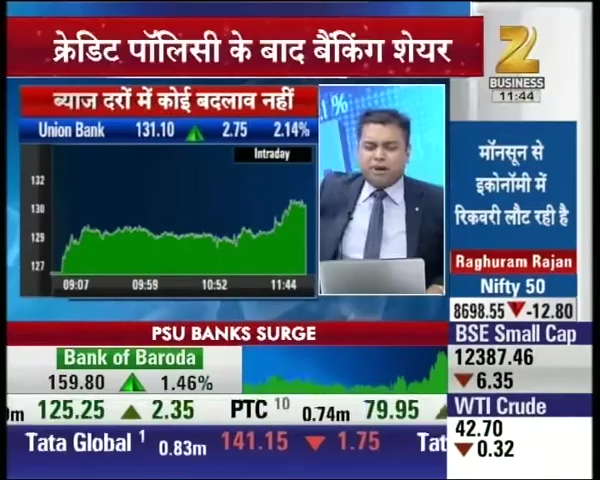 क्रेडिट पॉलिसी के बाद बैंकिंग शेयर
Z
BUSINESS
11:44
ब्याज दरों में कोई बदलाव नहीं
Union Bank 131.10 2.75 2.14%
Intraday
132
130
129
127
09:07 09:59 10:52 11:44
%
मॉनसून से
इकोनॉमी में
रिकवरी लौट रही है
Raghuram Rajan
Nifty 50
8698.55 -12.80
PSU BANKS SURGE
BSE Small Cap
12387.46
6.35
Bank of Baroda
159.80 1.46%
m 125.25 2.35 PTC 10 0.74m 79.95
WTI Crude
42.70
0.32
Tata Global 1 0.83m 141.15 1.75 Tat